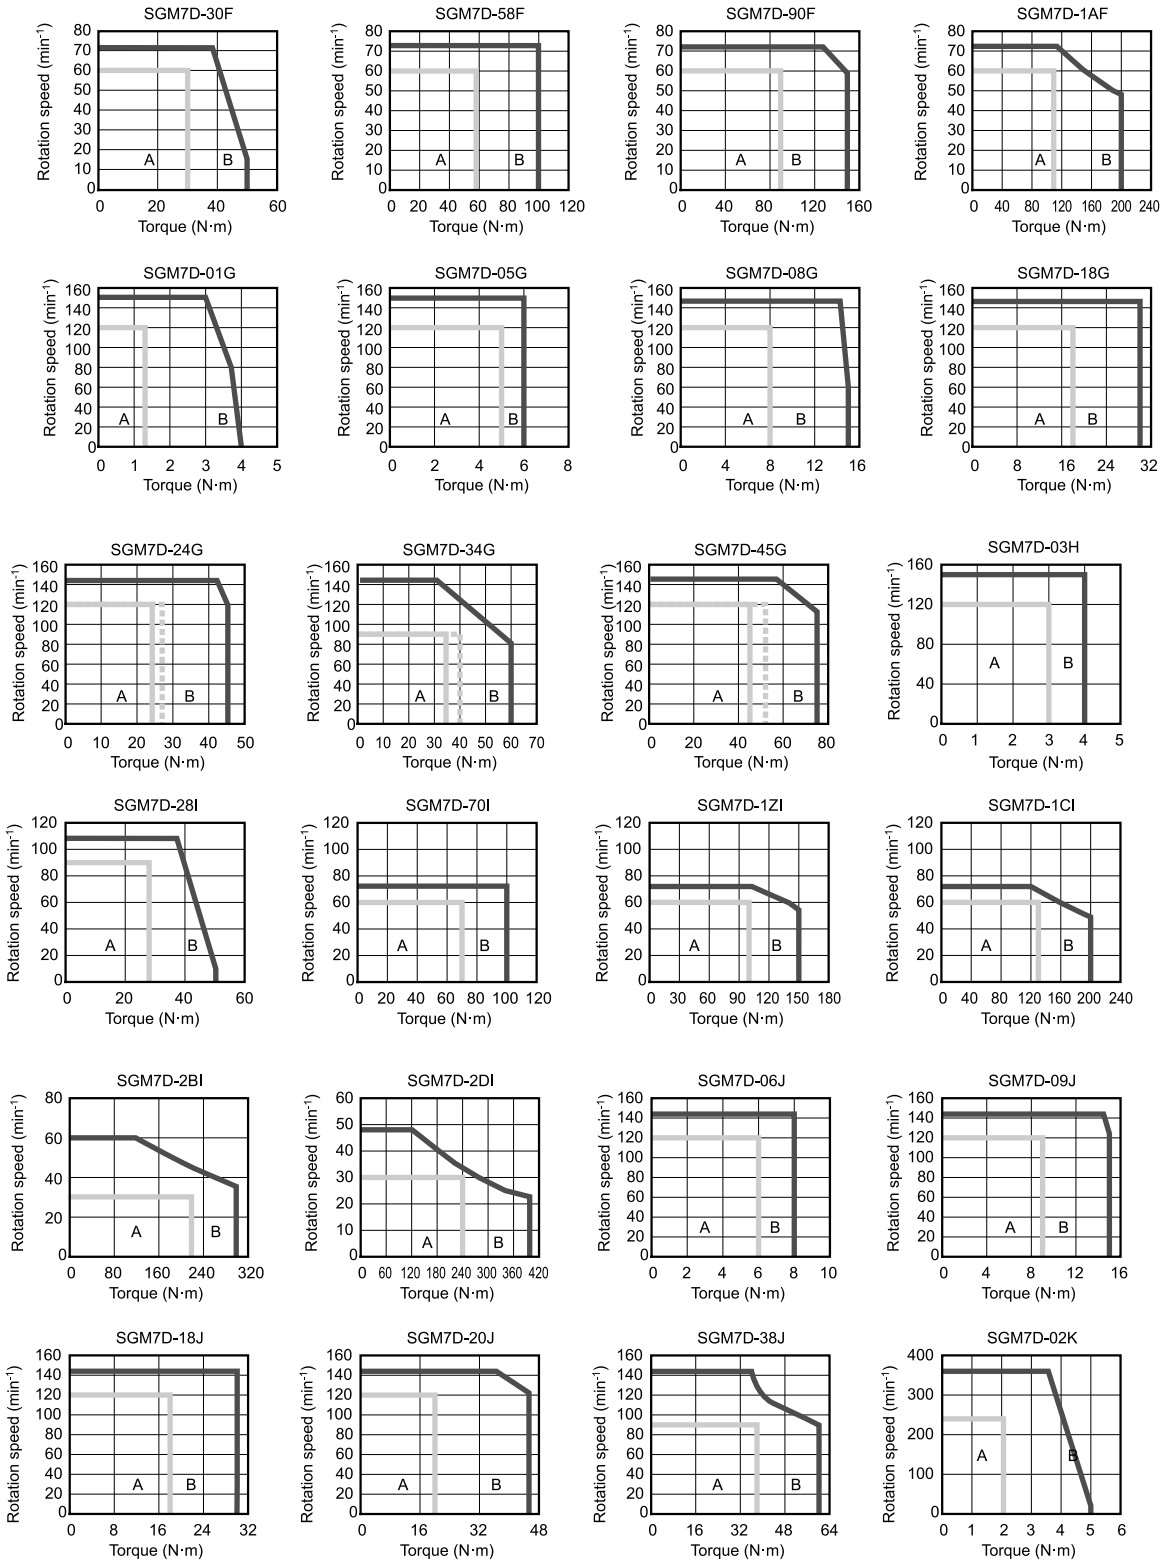 SGM7D-30F
Rotation speed (min-1)
80
70
60
50
40
30
20
10
0
A B
0 20 40 60
Torque (N·m)
SGM7D-58F
Rotation speed (min-1)
80
70
60
50
40
30
20
10
0
A B
0 20 40 60 80 100 120
Torque (N·m)
SGM7D-90F
Rotation speed (min-1)
80
70
60
50
40
30
20
10
0
A B
0 40 80 120 160
Torque (N·m)
SGM7D-1AF
Rotation speed (min-1)
80
70
60
50
40
30
20
10
0
A B
0 40 80 120 160 200 240
Torque (N·m)
SGM7D-01G
Rotation speed (min-1)
160
140
120
100
80
60
40
20
0
A B
0 1 2 3 4 5
Torque (N·m)
SGM7D-05G
Rotation speed (min-1)
160
140
120
100
80
60
40
20
0
A B
0 2 4 6 8
Torque (N·m)
SGM7D-08G
Rotation speed (min-1)
160
140
120
100
80
60
40
20
0
A B
0 4 8 12 16
Torque (N·m)
SGM7D-18G
Rotation speed (min-1)
160
140
120
100
80
60
40
20
0
A B
0 8 16 24 32
Torque (N·m)
SGM7D-24G
Rotation speed (min-1)
160
140
120
100
80
60
40
20
0
A B
0 10 20 30 40 50
Torque (N·m)
SGM7D-34G
Rotation speed (min-1)
160
140
120
100
80
60
40
20
0
A B
0 10 20 30 40 50 60 70
Torque (N·m)
SGM7D-45G
Rotation speed (min-1)
160
140
120
100
80
60
40
20
0
A B
0 20 40 60 80
Torque (N·m)
SGM7D-03H
Rotation speed (min-1)
160
120
80
40
0
A B
0 1 2 3 4 5
Torque (N·m)
SGM7D-28I
Rotation speed (min-1)
120
100
80
60
40
20
0
A B
0 20 40 60
Torque (N·m)
SGM7D-70I
Rotation speed (min-1)
120
100
80
60
40
20
0
A B
0 20 40 60 80 100 120
Torque (N·m)
SGM7D-1ZI
Rotation speed (min-1)
120
100
80
60
40
20
0
A B
0 30 60 90 120 150 180
Torque (N·m)
SGM7D-1CI
Rotation speed (min-1)
120
100
80
60
40
20
0
A B
0 40 80 120 160 200 240
Torque (N·m)
SGM7D-2BI
Rotation speed (min-1)
80
60
40
20
0
A B
0 80 160 240 320
Torque (N·m)
SGM7D-2DI
Rotation speed (min-1)
60
50
40
30
20
10
0
A B
0 60 120 180 240 300 360 420
Torque (N·m)
SGM7D-06J
Rotation speed (min-1)
160
140
120
100
80
60
40
20
0
A B
0 2 4 6 8 10
Torque (N·m)
SGM7D-09J
Rotation speed (min-1)
160
140
120
100
80
60
40
20
0
A B
0 4 8 12 16
Torque (N·m)
SGM7D-18J
Rotation speed (min-1)
160
140
120
100
80
60
40
20
0
A B
0 8 16 24 32
Torque (N·m)
SGM7D-20J
Rotation speed (min-1)
160
140
120
100
80
60
40
20
0
A B
0 16 32 48
Torque (N·m)
SGM7D-38J
Rotation speed (min-1)
160
140
120
100
80
60
40
20
0
A B
0 16 32 48 64
Torque (N·m)
SGM7D-02K
Rotation speed (min-1)
400
300
200
100
0
A B
0 1 2 3 4 5 6
Torque (N·m)